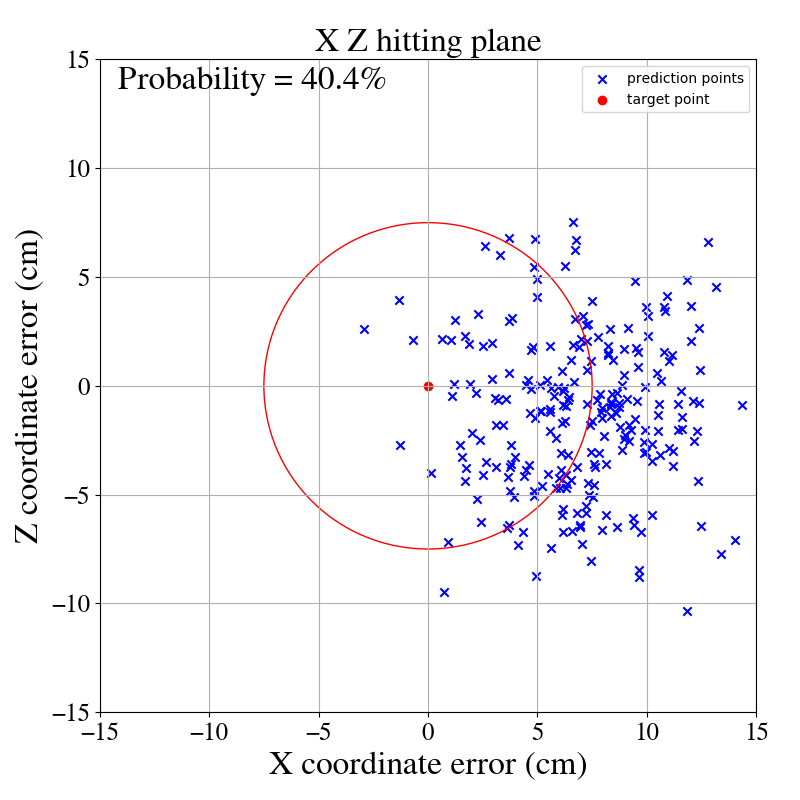 X Z hitting plane
Probability = 40.4%
prediction points
target point
15
10
5
0
−5
−10
−15
Z coordinate error (cm)
−15 −10 −5 0 5 10 15
X coordinate error (cm)